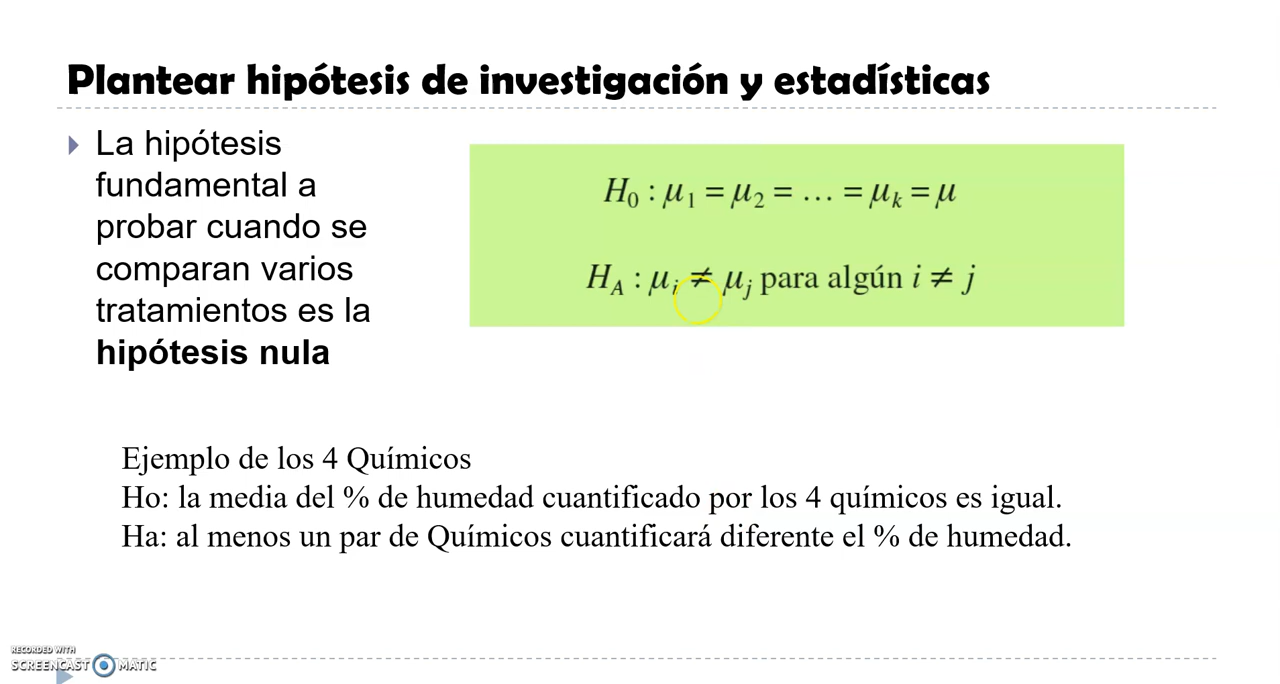 Plantear hipótesis de investigación y estadísticas
La hipótesis
fundamental a
probar cuando se
comparan varios
tratamientos es la
hipótesis nula
H₀ : μ₁ = μ₂ = … = μₖ = μ
H_A : μᵢ ≠ μⱼ para algún i ≠ j
Ejemplo de los 4 Químicos
Ho: la media del % de humedad cuantificado por los 4 químicos es igual.
Ha: al menos un par de Químicos cuantificará diferente el % de humedad.
RECORDED WITH
SCREENCAST MATIC